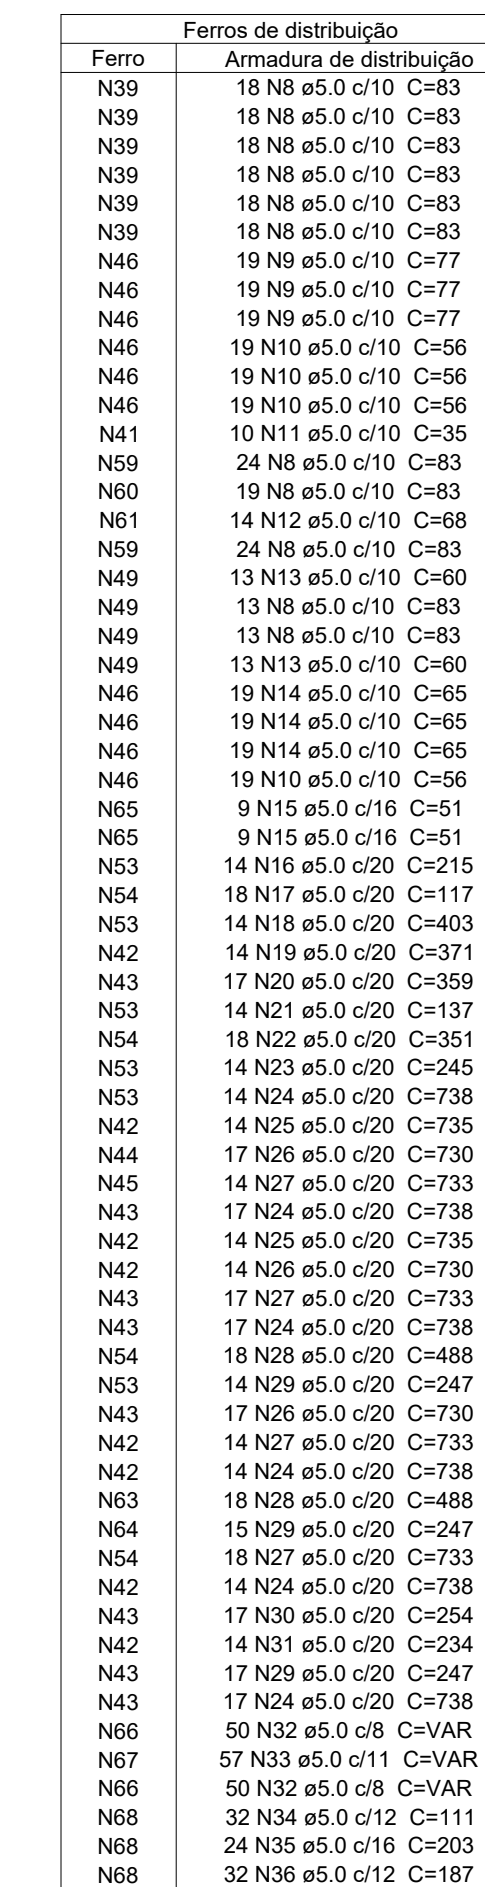 Ferros de distribuição
Ferro Armadura de distribuição
N39 18 N8 ø5.0 c/10 C=83
N39 18 N8 ø5.0 c/10 C=83
N39 18 N8 ø5.0 c/10 C=83
N39 18 N8 ø5.0 c/10 C=83
N39 18 N8 ø5.0 c/10 C=83
N39 18 N8 ø5.0 c/10 C=83
N46 19 N9 ø5.0 c/10 C=77
N46 19 N9 ø5.0 c/10 C=77
N46 19 N9 ø5.0 c/10 C=77
N46 19 N10 ø5.0 c/10 C=56
N46 19 N10 ø5.0 c/10 C=56
N46 19 N10 ø5.0 c/10 C=56
N41 10 N11 ø5.0 c/10 C=35
N59 24 N8 ø5.0 c/10 C=83
N60 19 N8 ø5.0 c/10 C=83
N61 14 N12 ø5.0 c/10 C=68
N59 24 N8 ø5.0 c/10 C=83
N49 13 N13 ø5.0 c/10 C=60
N49 13 N8 ø5.0 c/10 C=83
N49 13 N8 ø5.0 c/10 C=83
N49 13 N13 ø5.0 c/10 C=60
N46 19 N14 ø5.0 c/10 C=65
N46 19 N14 ø5.0 c/10 C=65
N46 19 N14 ø5.0 c/10 C=65
N46 19 N10 ø5.0 c/10 C=56
N65 9 N15 ø5.0 c/16 C=51
N65 9 N15 ø5.0 c/16 C=51
N53 14 N16 ø5.0 c/20 C=215
N54 18 N17 ø5.0 c/20 C=117
N53 14 N18 ø5.0 c/20 C=403
N42 14 N19 ø5.0 c/20 C=371
N43 17 N20 ø5.0 c/20 C=359
N53 14 N21 ø5.0 c/20 C=137
N54 18 N22 ø5.0 c/20 C=351
N53 14 N23 ø5.0 c/20 C=245
N53 14 N24 ø5.0 c/20 C=738
N42 14 N25 ø5.0 c/20 C=735
N44 17 N26 ø5.0 c/20 C=730
N45 14 N27 ø5.0 c/20 C=733
N43 17 N24 ø5.0 c/20 C=738
N42 14 N25 ø5.0 c/20 C=735
N42 14 N26 ø5.0 c/20 C=730
N43 17 N27 ø5.0 c/20 C=733
N43 17 N24 ø5.0 c/20 C=738
N54 18 N28 ø5.0 c/20 C=488
N53 14 N29 ø5.0 c/20 C=247
N43 17 N26 ø5.0 c/20 C=730
N42 14 N27 ø5.0 c/20 C=733
N42 14 N24 ø5.0 c/20 C=738
N63 18 N28 ø5.0 c/20 C=488
N64 15 N29 ø5.0 c/20 C=247
N54 18 N27 ø5.0 c/20 C=733
N42 14 N24 ø5.0 c/20 C=738
N43 17 N30 ø5.0 c/20 C=254
N42 14 N31 ø5.0 c/20 C=234
N43 17 N29 ø5.0 c/20 C=247
N43 17 N24 ø5.0 c/20 C=738
N66 50 N32 ø5.0 c/8 C=VAR
N67 57 N33 ø5.0 c/11 C=VAR
N66 50 N32 ø5.0 c/8 C=VAR
N68 32 N34 ø5.0 c/12 C=111
N68 24 N35 ø5.0 c/16 C=203
N68 32 N36 ø5.0 c/12 C=187